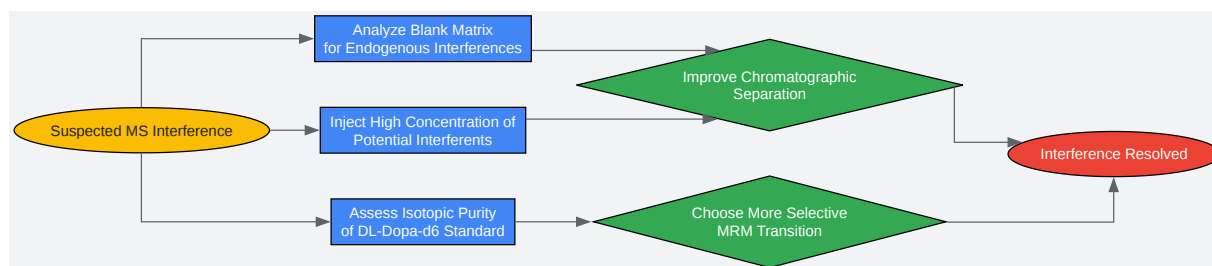 Analyze Blank Matrix
for Endogenous Interferences
Improve Chromatographic
Separation
Suspected MS Interference
Inject High Concentration of
Potential Interferents
Interference Resolved
Assess Isotopic Purity
of DL-Dopa-d6 Standard
Choose More Selective
MRM Transition